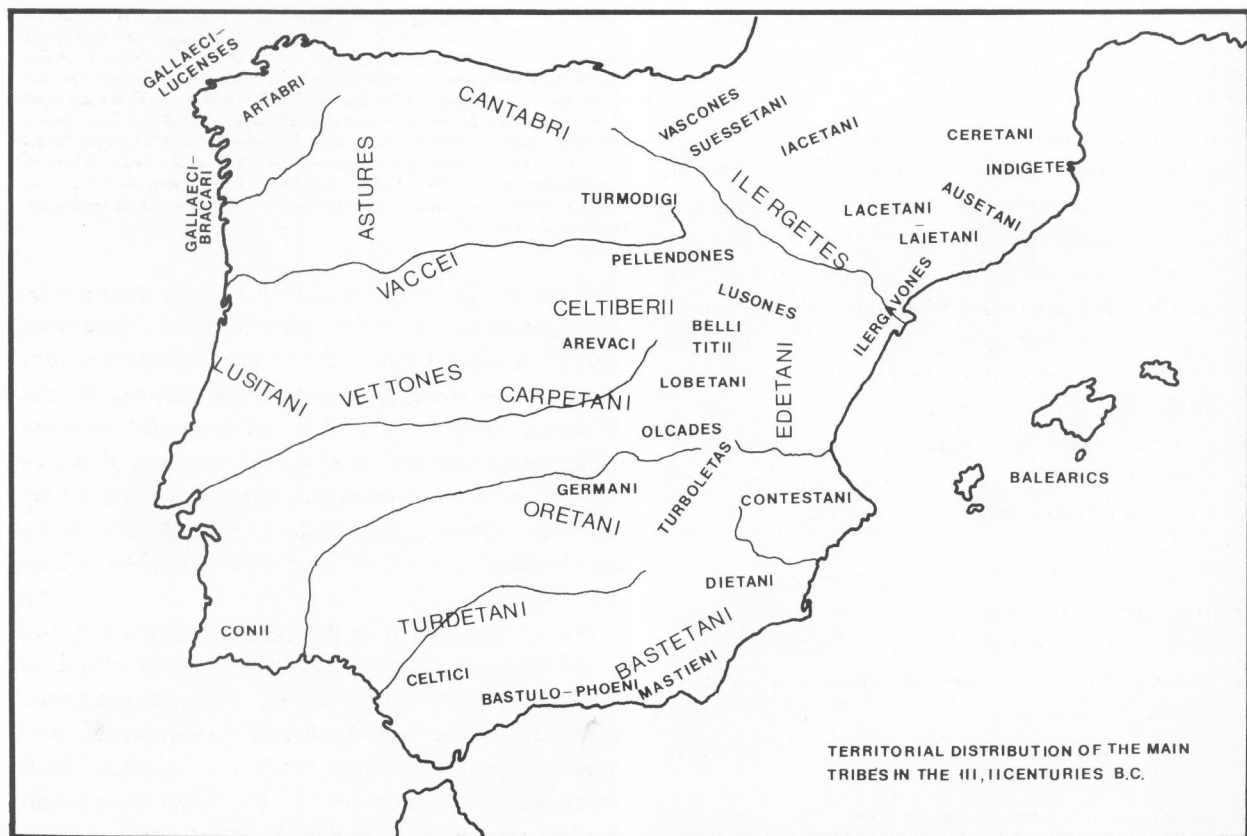 GALLAECI-
LUCENSES
ARTABRI
CANTABRI
VASCONES
SUESSETANI
IACETANI
CERETANI
INDIGETES
GALLAECI-
BRACARI
ASTURES
TURMODIGI
ILERGETES
LACETANI
AUSETANI
LAIETANI
VACCEI
PELLENDONES
CELTIBERII
LUSONES
ILERGAVONES
AREVACI
BELLI
TITII
LUSITANI
VETTONES
CARPETANI
LOBETANI
EDETANI
OLCADES
BALEARICS
GERMANI
ORETANI
TURBOLETAS
CONTESTANI
DIETANI
CONII
TURDETANI
CELTICI
BASTETANI
BASTULO-PHOENI
MASTIENI
TERRITORIAL DISTRIBUTION OF THE MAIN
TRIBES IN THE III, II CENTURIES B.C.